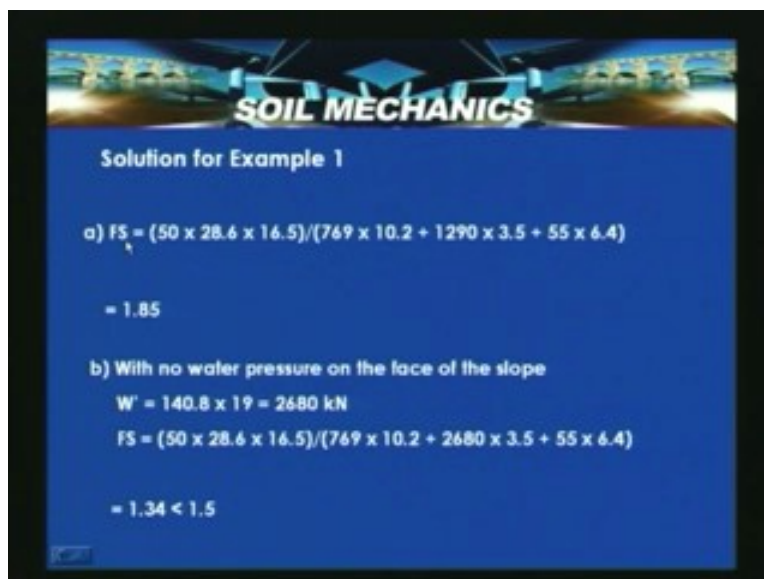 SOIL MECHANICS
Solution for Example 1
a) FS = (50 x 28.6 x 16.5)/(769 x 10.2 + 1290 x 3.5 + 55 x 6.4)
= 1.85
b) With no water pressure on the face of the slope
W' = 140.8 x 19 = 2680 kN
FS = (50 x 28.6 x 16.5)/(769 x 10.2 + 2680 x 3.5 + 55 x 6.4)
= 1.34 < 1.5